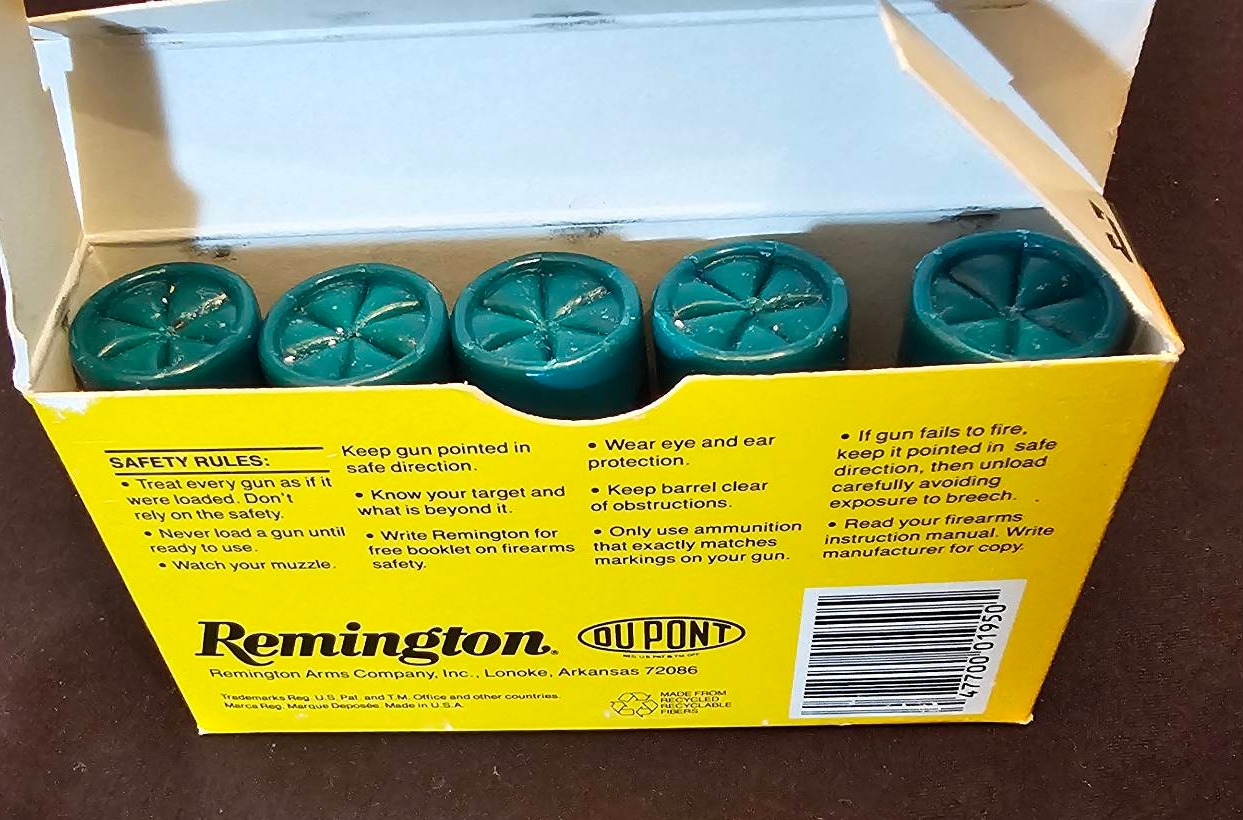 SAFETY RULES:
• Treat every gun as if it
were loaded. Don't
rely on the safety.
• Never load a gun until
ready to use.
• Watch your muzzle.
Keep gun pointed in
safe direction.
• Know your target and
what is beyond it.
• Write Remington for
free booklet on firearms
safety.
• Wear eye and ear
protection.
• Keep barrel clear
of obstructions.
• Only use ammunition
that exactly matches
markings on your gun.
• If gun fails to fire,
keep it pointed in safe
direction, then unload
carefully avoiding
exposure to breech.
• Read your firearms
instruction manual. Write
manufacturer for copy.
Remington.
DU PONT
REG. U.S. PAT. & T.M. OFF.
Remington Arms Company, Inc., Lonoke, Arkansas 72086
Trademarks Reg. U.S. Pat. and T.M. Office and other countries.
Marca Reg. Marque Deposée. Made in U.S.A.
MADE FROM
RECYCLED
RECYCLABLE
FIBERS
47700 01950